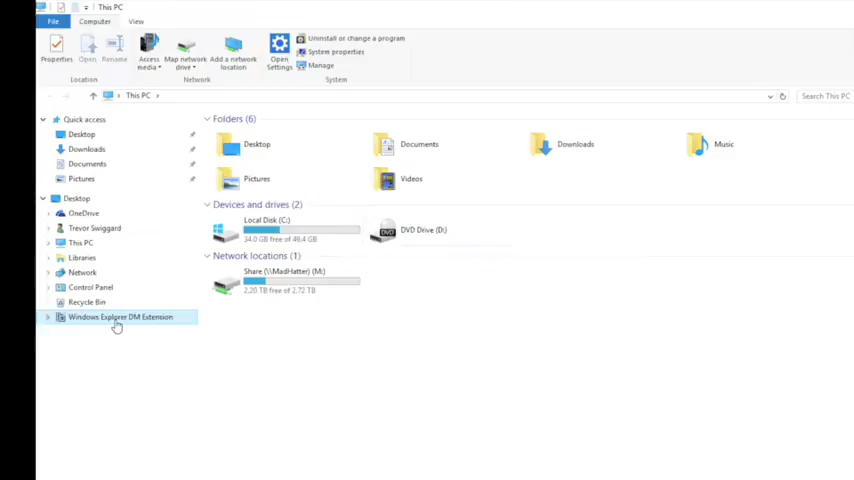 This PC
File Computer View
Properties Open Rename Access media Map network drive Add a network location Open Settings Uninstall or change a program
System properties
Manage
Location Network System
This PC Search This PC
Quick access
Desktop
Downloads
Documents
Pictures
Desktop
OneDrive
Trevor Swiggard
This PC
Libraries
Network
Control Panel
Recycle Bin
Windows Explorer DM Extension
Folders (6)
Desktop Documents Downloads Music
Pictures Videos
Devices and drives (2)
Local Disk (C:)
34.0 GB free of 49.4 GB
DVD Drive (D:)
DVD
Network locations (1)
Share (\\MadHatter) (M:)
2.20 TB free of 2.72 TB